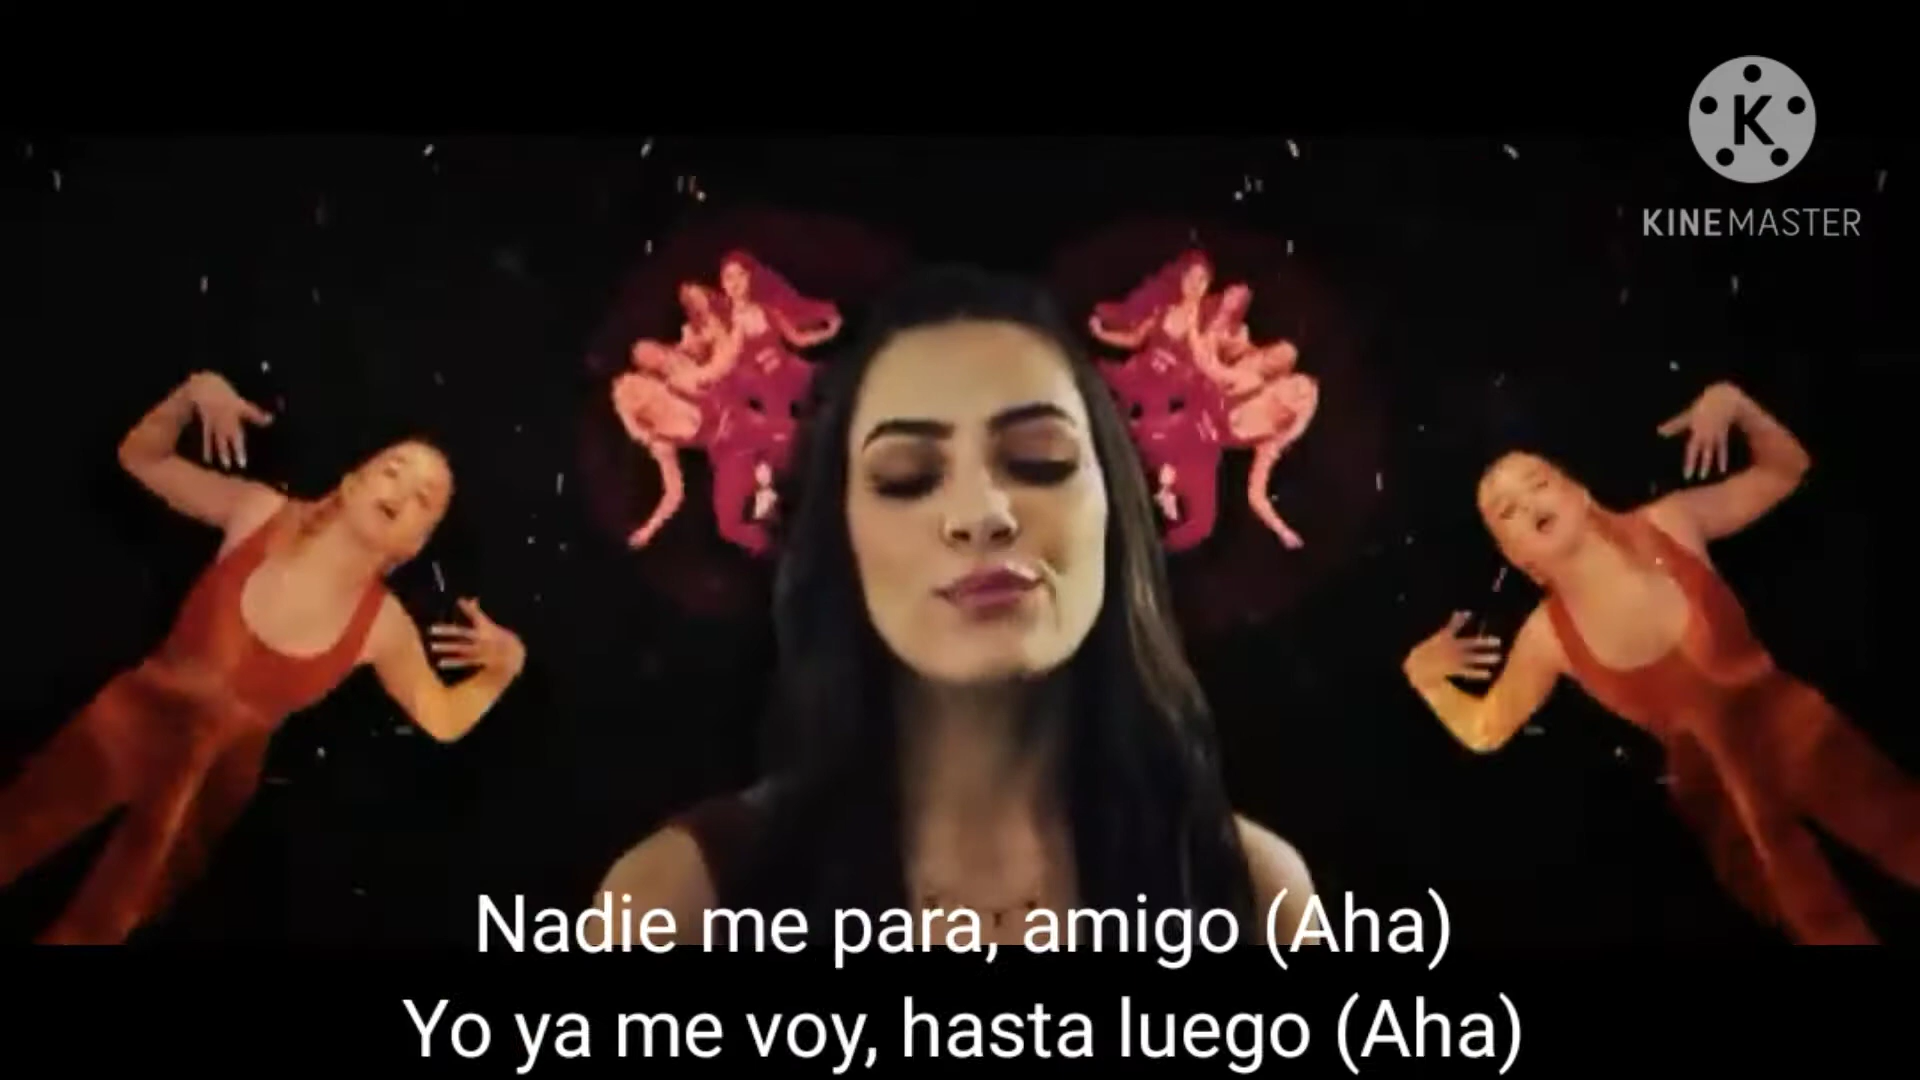 K
KINEMASTER
Nadie me para, amigo (Aha)
Yo ya me voy, hasta luego (Aha)